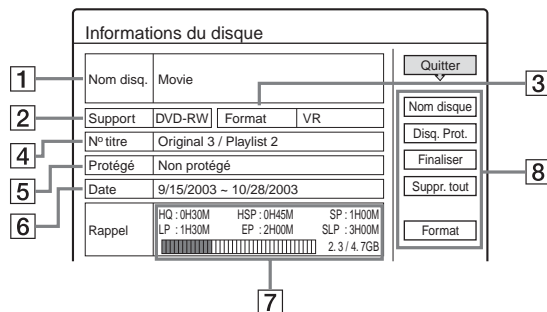 Informations du disque
1
Nom disq. Movie
Quitter
3
2
Support DVD-RW Format VR
Nom disque
4
Nº titre Original 3 / Playlist 2
Disq. Prot.
5
Protégé Non protégé
Finaliser
8
6
Date 9/15/2003 ~ 10/28/2003
Suppr. tout
Rappel
HQ : 0H30M HSP : 0H45M SP : 1H00M
LP : 1H30M EP : 2H00M SLP : 3H00M
2. 3 / 4. 7GB
Format
7